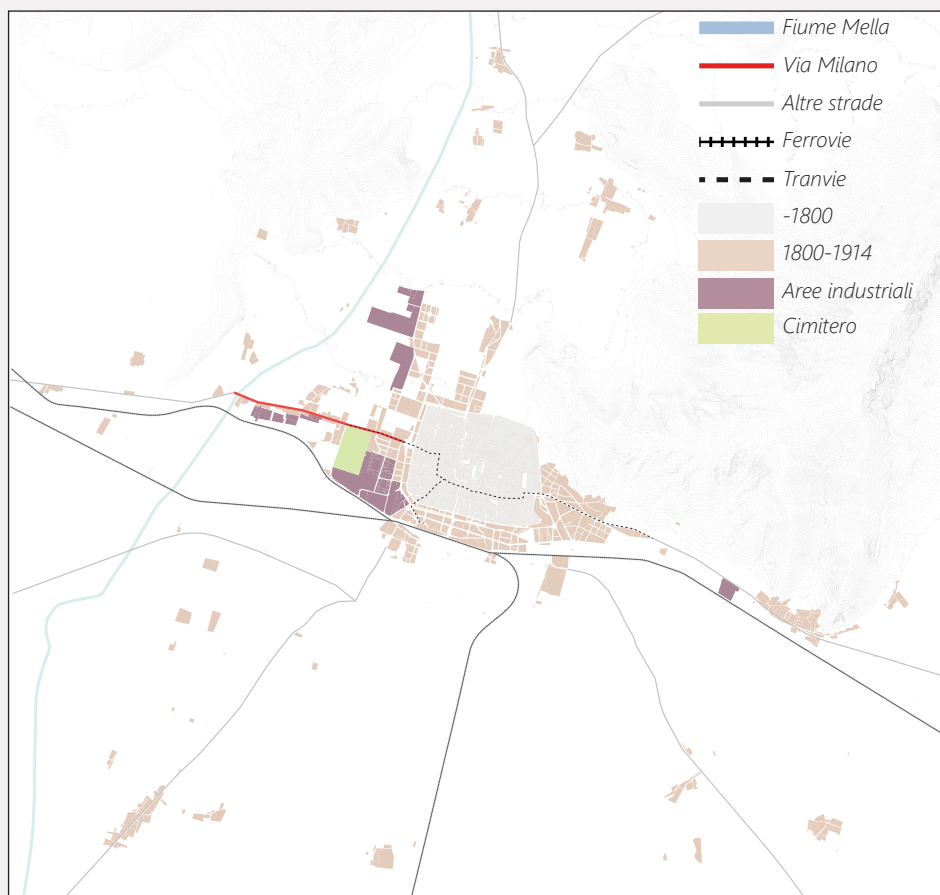 Fiume Mella
Via Milano
Altre strade
Ferrovie
Tranvie
-1800
1800-1914
Aree industriali
Cimitero